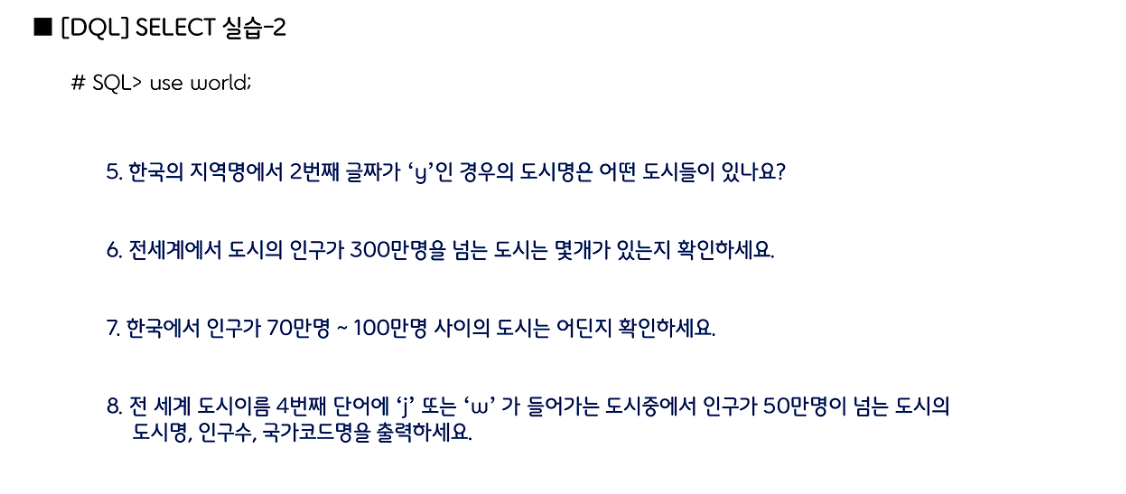 ■ [DQL] SELECT 실습-2
# SQL> use world;
5. 한국의 지역명에서 2번째 글짜가 ‘y’인 경우의 도시명은 어떤 도시들이 있나요?
6. 전세계에서 도시의 인구가 300만명을 넘는 도시는 몇개가 있는지 확인하세요.
7. 한국에서 인구가 70만명 ~ 100만명 사이의 도시는 어딘지 확인하세요.
8. 전 세계 도시이름 4번째 단어에 ‘j’ 또는 ‘w’ 가 들어가는 도시중에서 인구가 50만명이 넘는 도시의
도시명, 인구수, 국가코드명을 출력하세요.